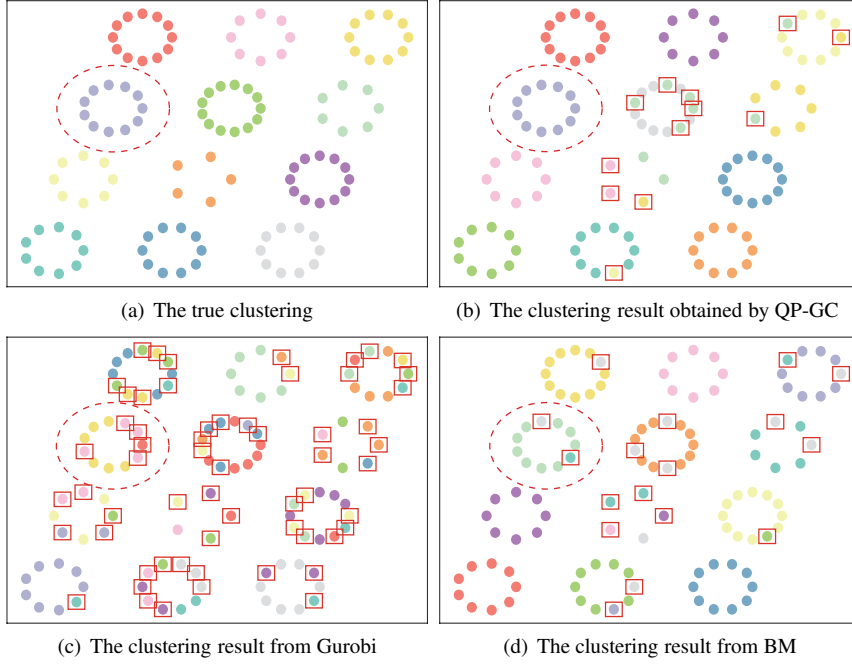 (a) The true clustering
(b) The clustering result obtained by QP-GC
(c) The clustering result from Gurobi
(d) The clustering result from BM